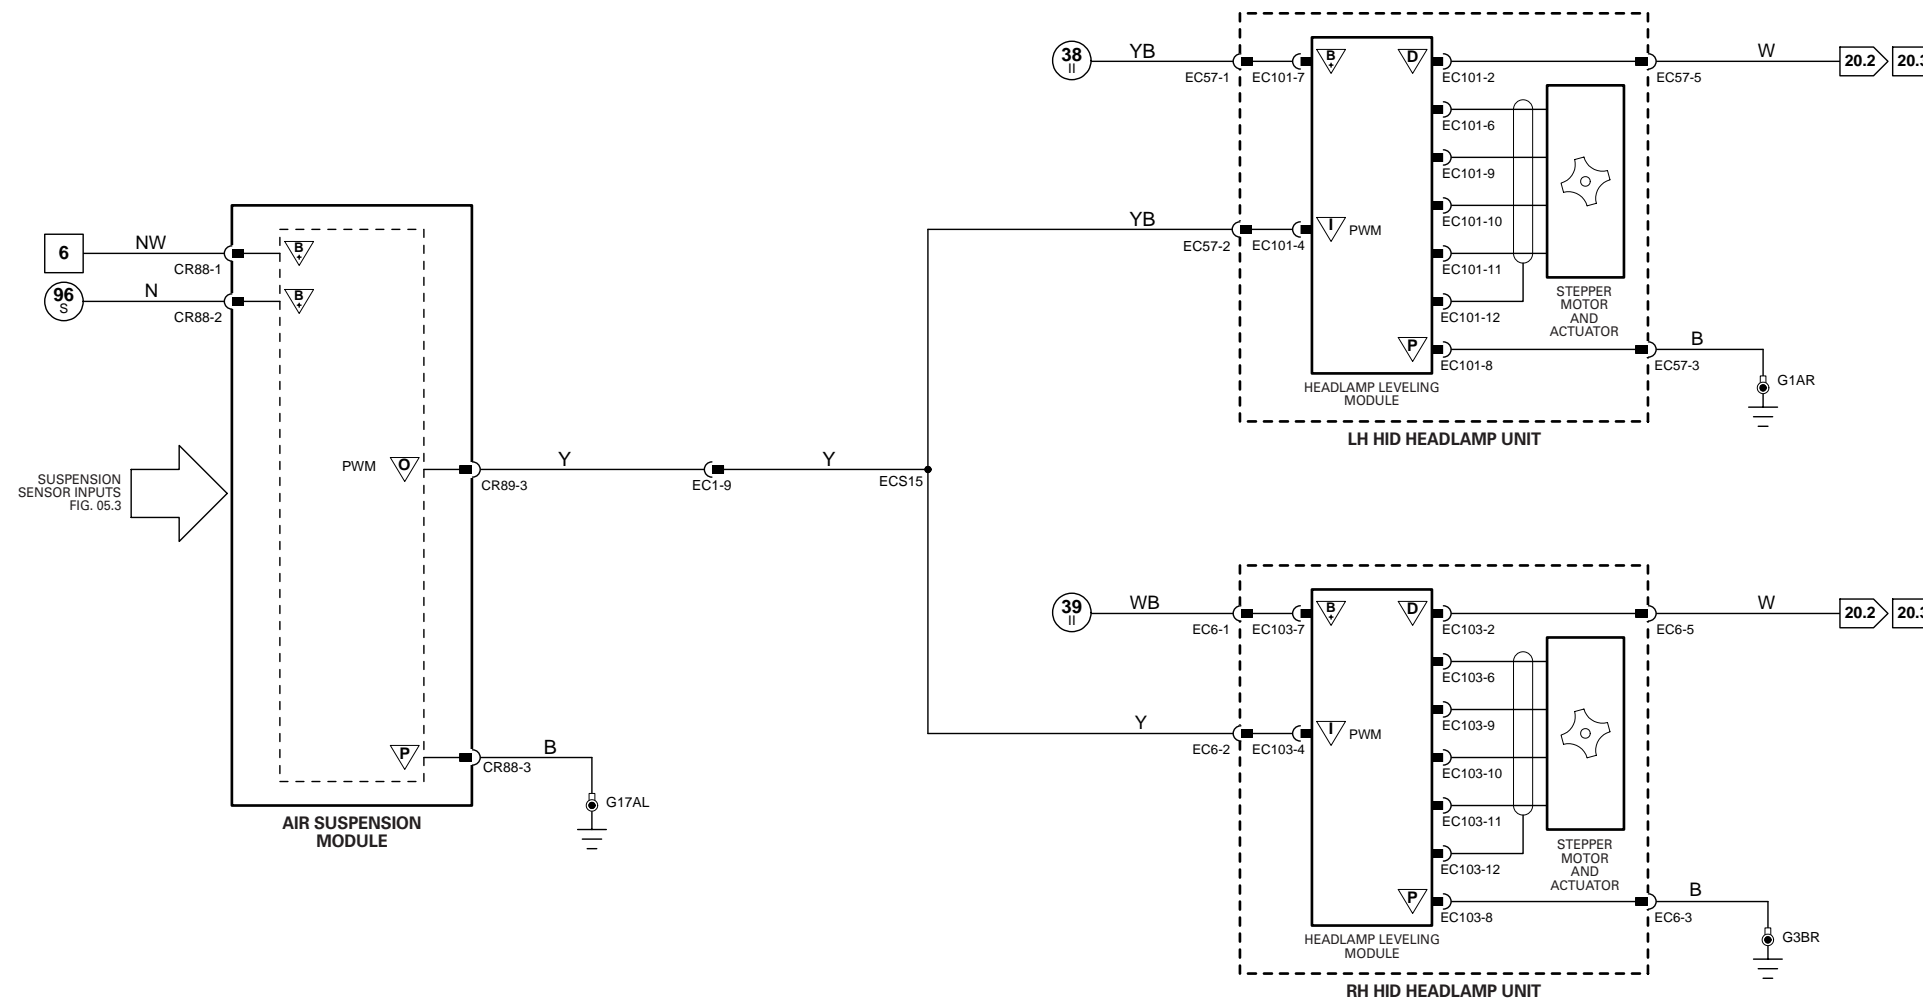 6
NW
CR88-1
B
+
96
S
N
CR88-2
B
+
SUSPENSION
SENSOR INPUTS
FIG. 05.3
PWM
O
CR89-3
Y
EC1-9
Y
ECS15
P
CR88-3
B
G17AL
AIR SUSPENSION
MODULE
38
II
YB
EC57-1
EC101-7
B
+
D
EC101-2
EC57-5
W
20.2
EC101-6
EC101-9
YB
EC57-2
EC101-4
I
PWM
EC101-10
EC101-11
EC101-12
STEPPER
MOTOR
AND
ACTUATOR
P
EC101-8
EC57-3
B
G1AR
HEADLAMP LEVELING
MODULE
LH HID HEADLAMP UNIT
39
II
WB
EC6-1
EC103-7
B
+
D
EC103-2
EC6-5
W
20.2
EC103-6
EC103-9
Y
EC6-2
EC103-4
I
PWM
EC103-10
EC103-11
EC103-12
STEPPER
MOTOR
AND
ACTUATOR
P
EC103-8
EC6-3
B
G3BR
HEADLAMP LEVELING
MODULE
RH HID HEADLAMP UNIT